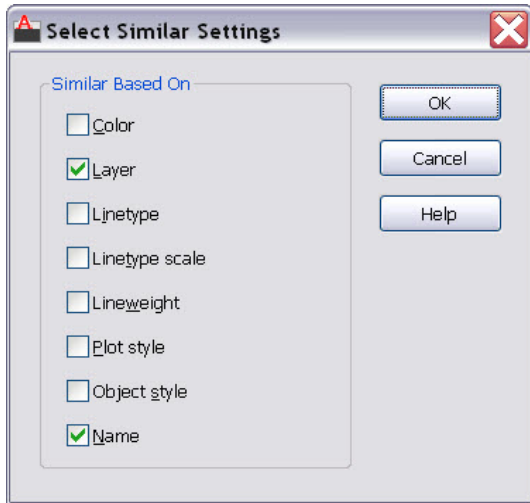 Select Similar Settings
Similar Based On
Color
Layer
Linetype
Linetype scale
Lineweight
Plot style
Object style
Name
OK
Cancel
Help